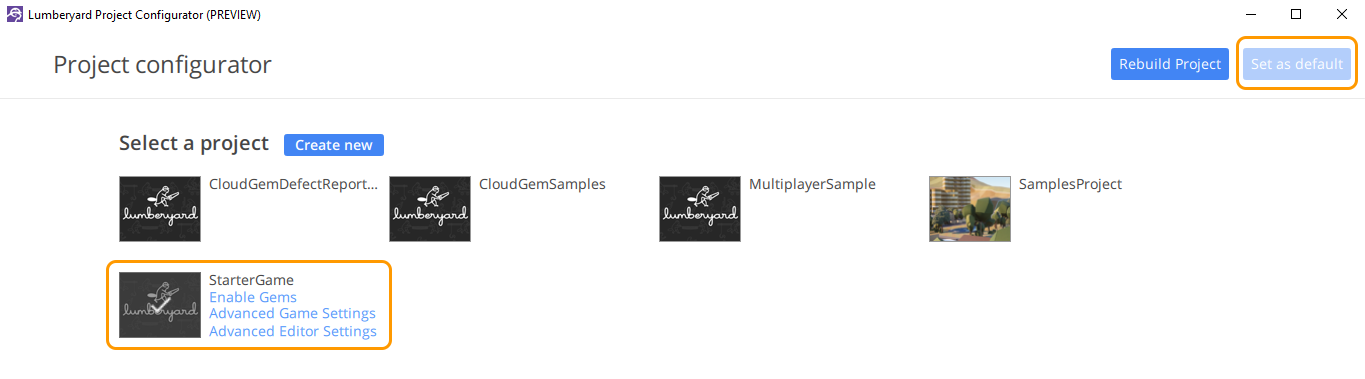 Lumberyard Project Configurator (PREVIEW)
Project configurator
Rebuild Project
Set as default
Select a project
Create new
lumberyard
CloudGemDefectReport...
lumberyard
CloudGemSamples
lumberyard
MultiplayerSample
SamplesProject
lumberyard
StarterGame
Enable Gems
Advanced Game Settings
Advanced Editor Settings